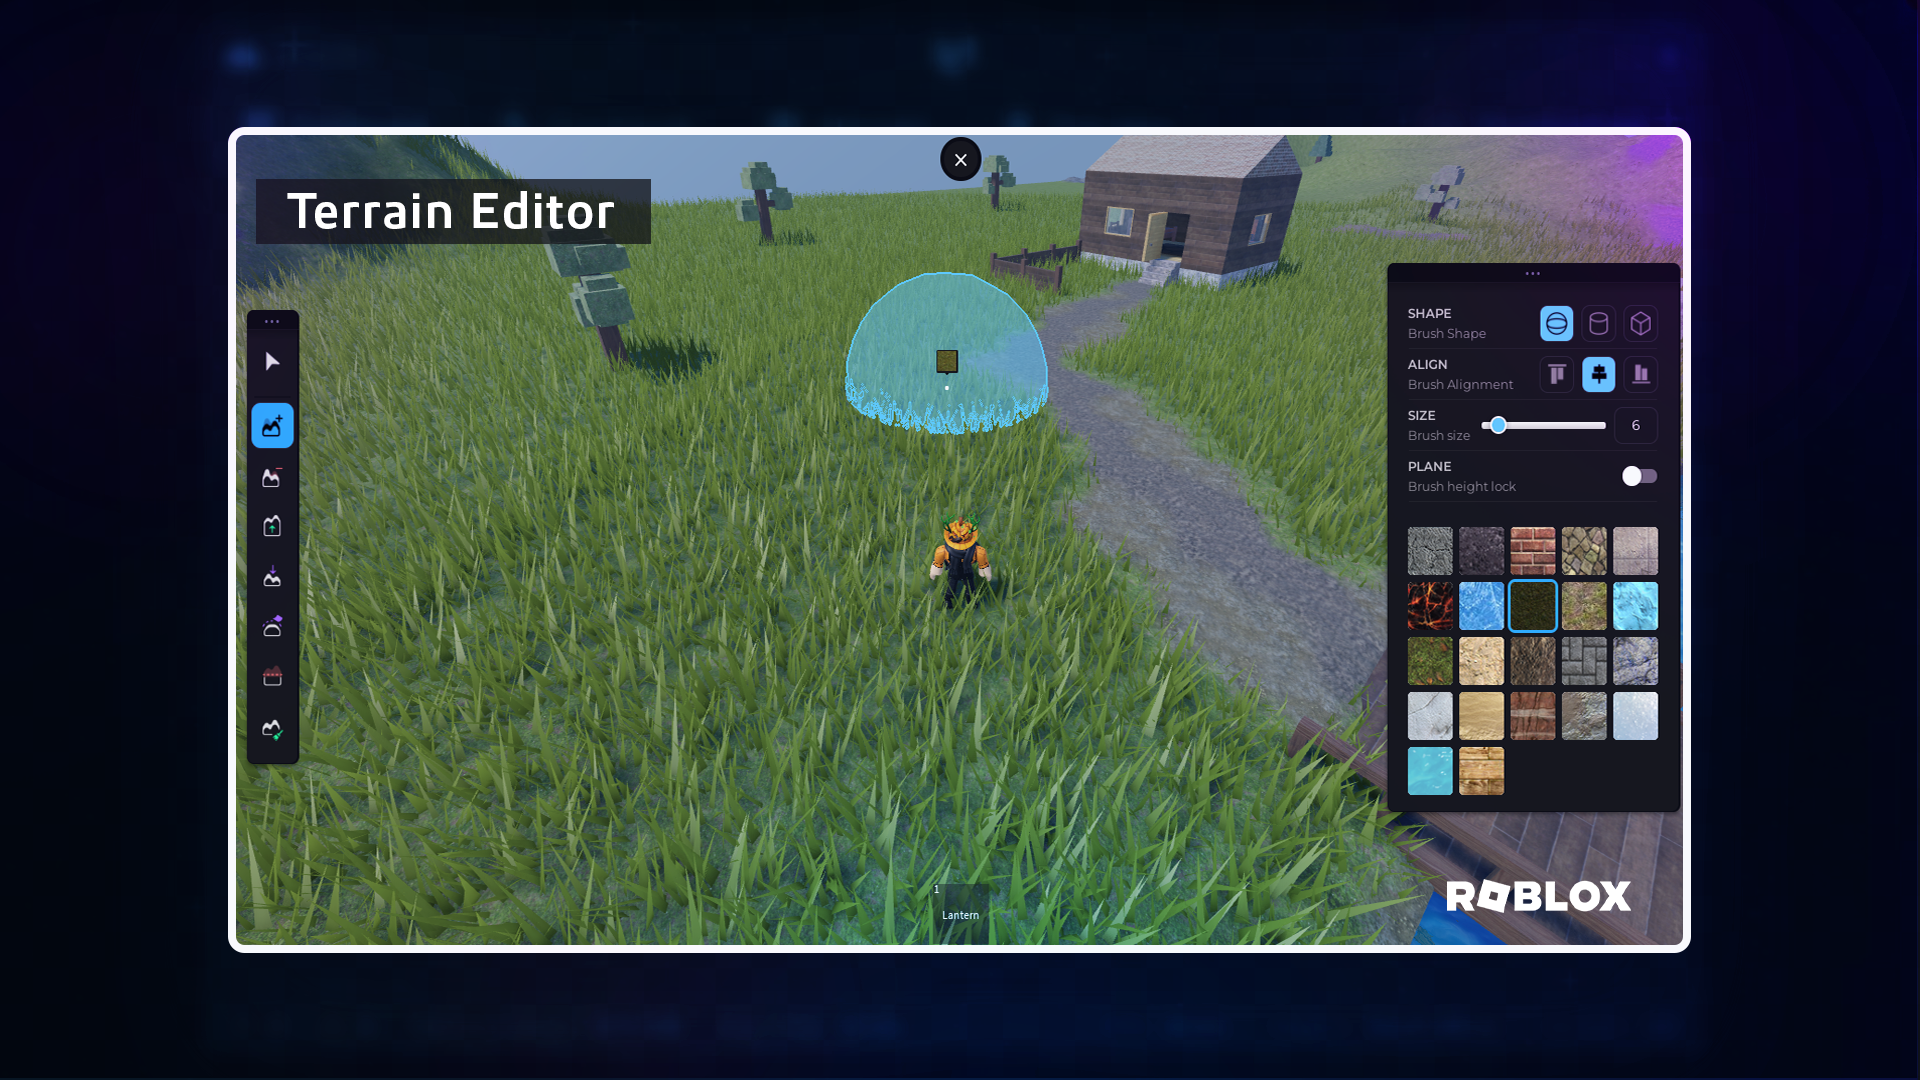 Terrain Editor
SHAPE
Brush Shape
ALIGN
Brush Alignment
SIZE
Brush size
6
PLANE
Brush height lock
1
Lantern
ROBLOX